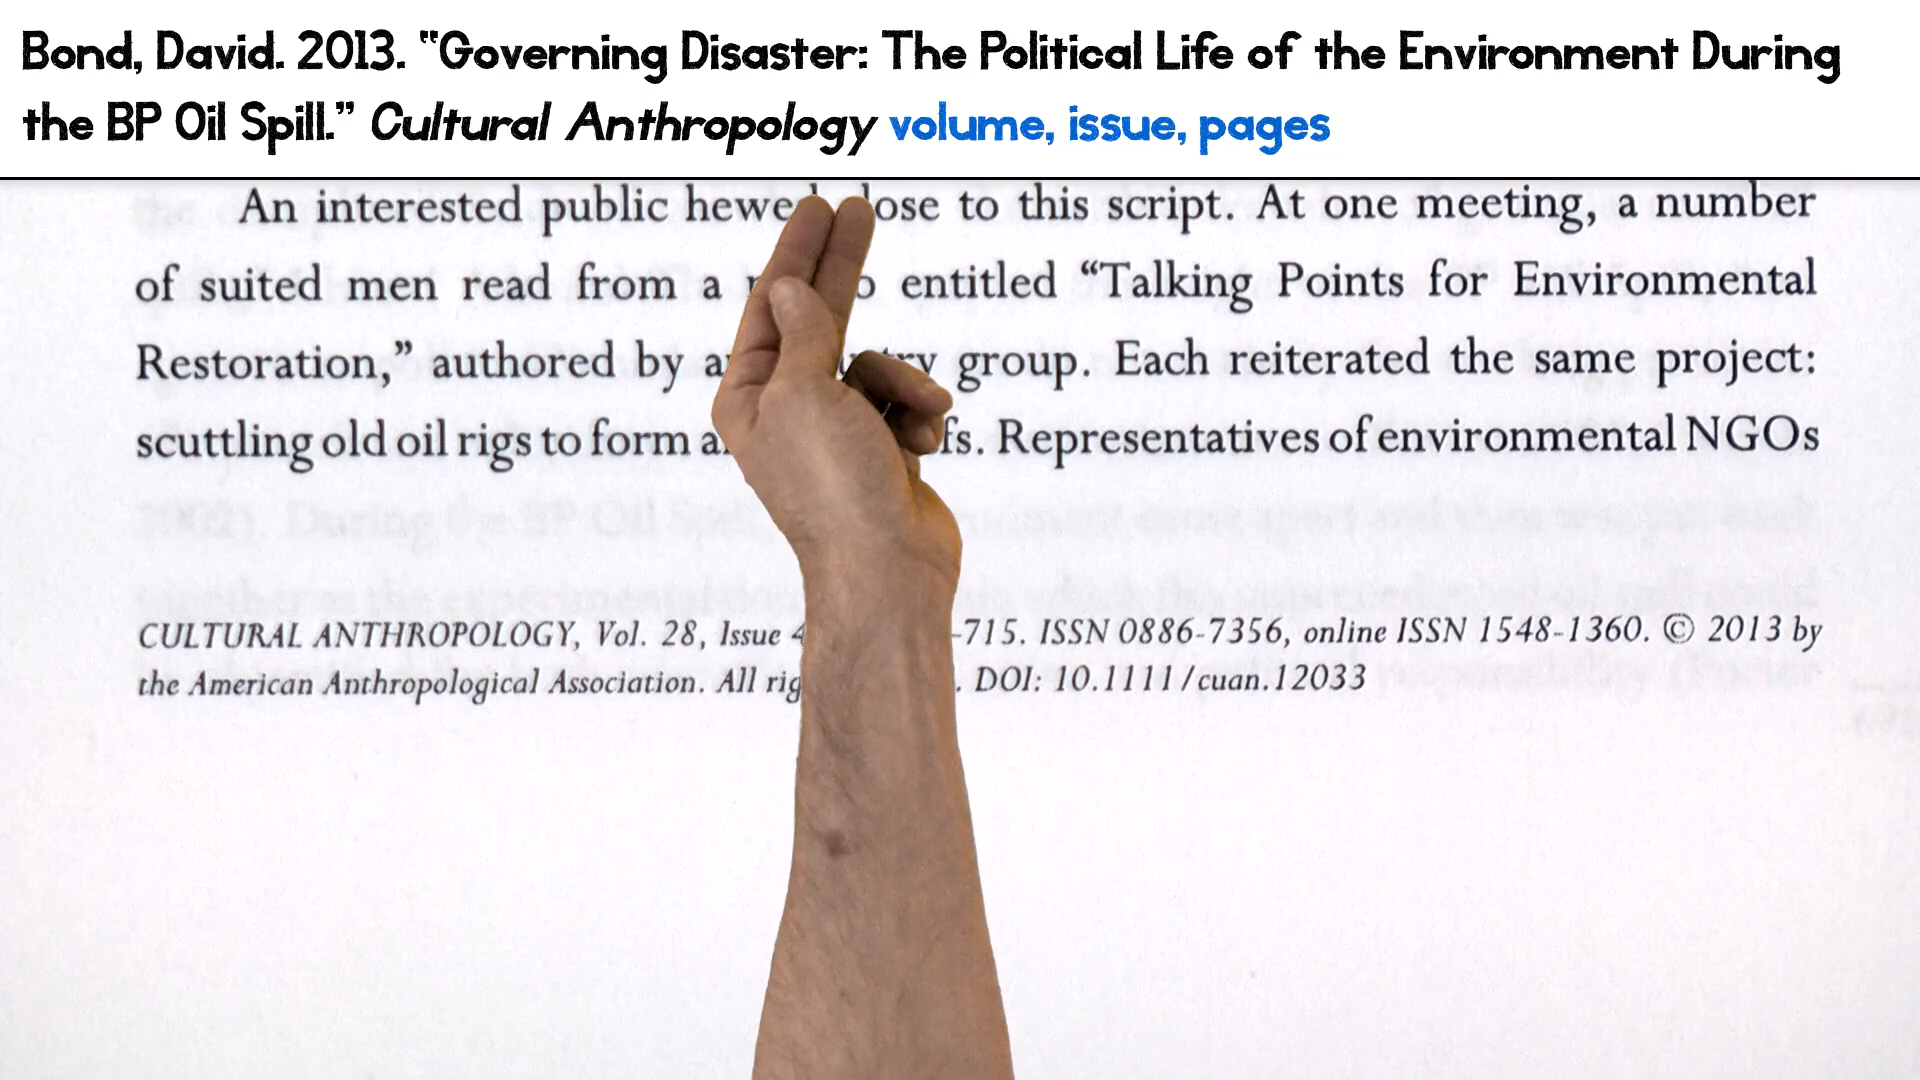 Bond, David. 2013. “Governing Disaster: The Political Life of the Environment During
the BP Oil Spill.” Cultural Anthropology volume, issue, pages
An interested public to this script. At one meeting, a number
of suited men read from a entitled “Talking Points for Environmental
Restoration,” authored by group. Each reiterated the same project:
scuttling old oil rigs to form Representatives of environmental NGOs
CULTURAL ANTHROPOLOGY, Vol. 28, Issue -715. ISSN 0886-7356, online ISSN 1548-1360. © 2013 by
the American Anthropological Association. All DOI: 10.1111/cuan.12033